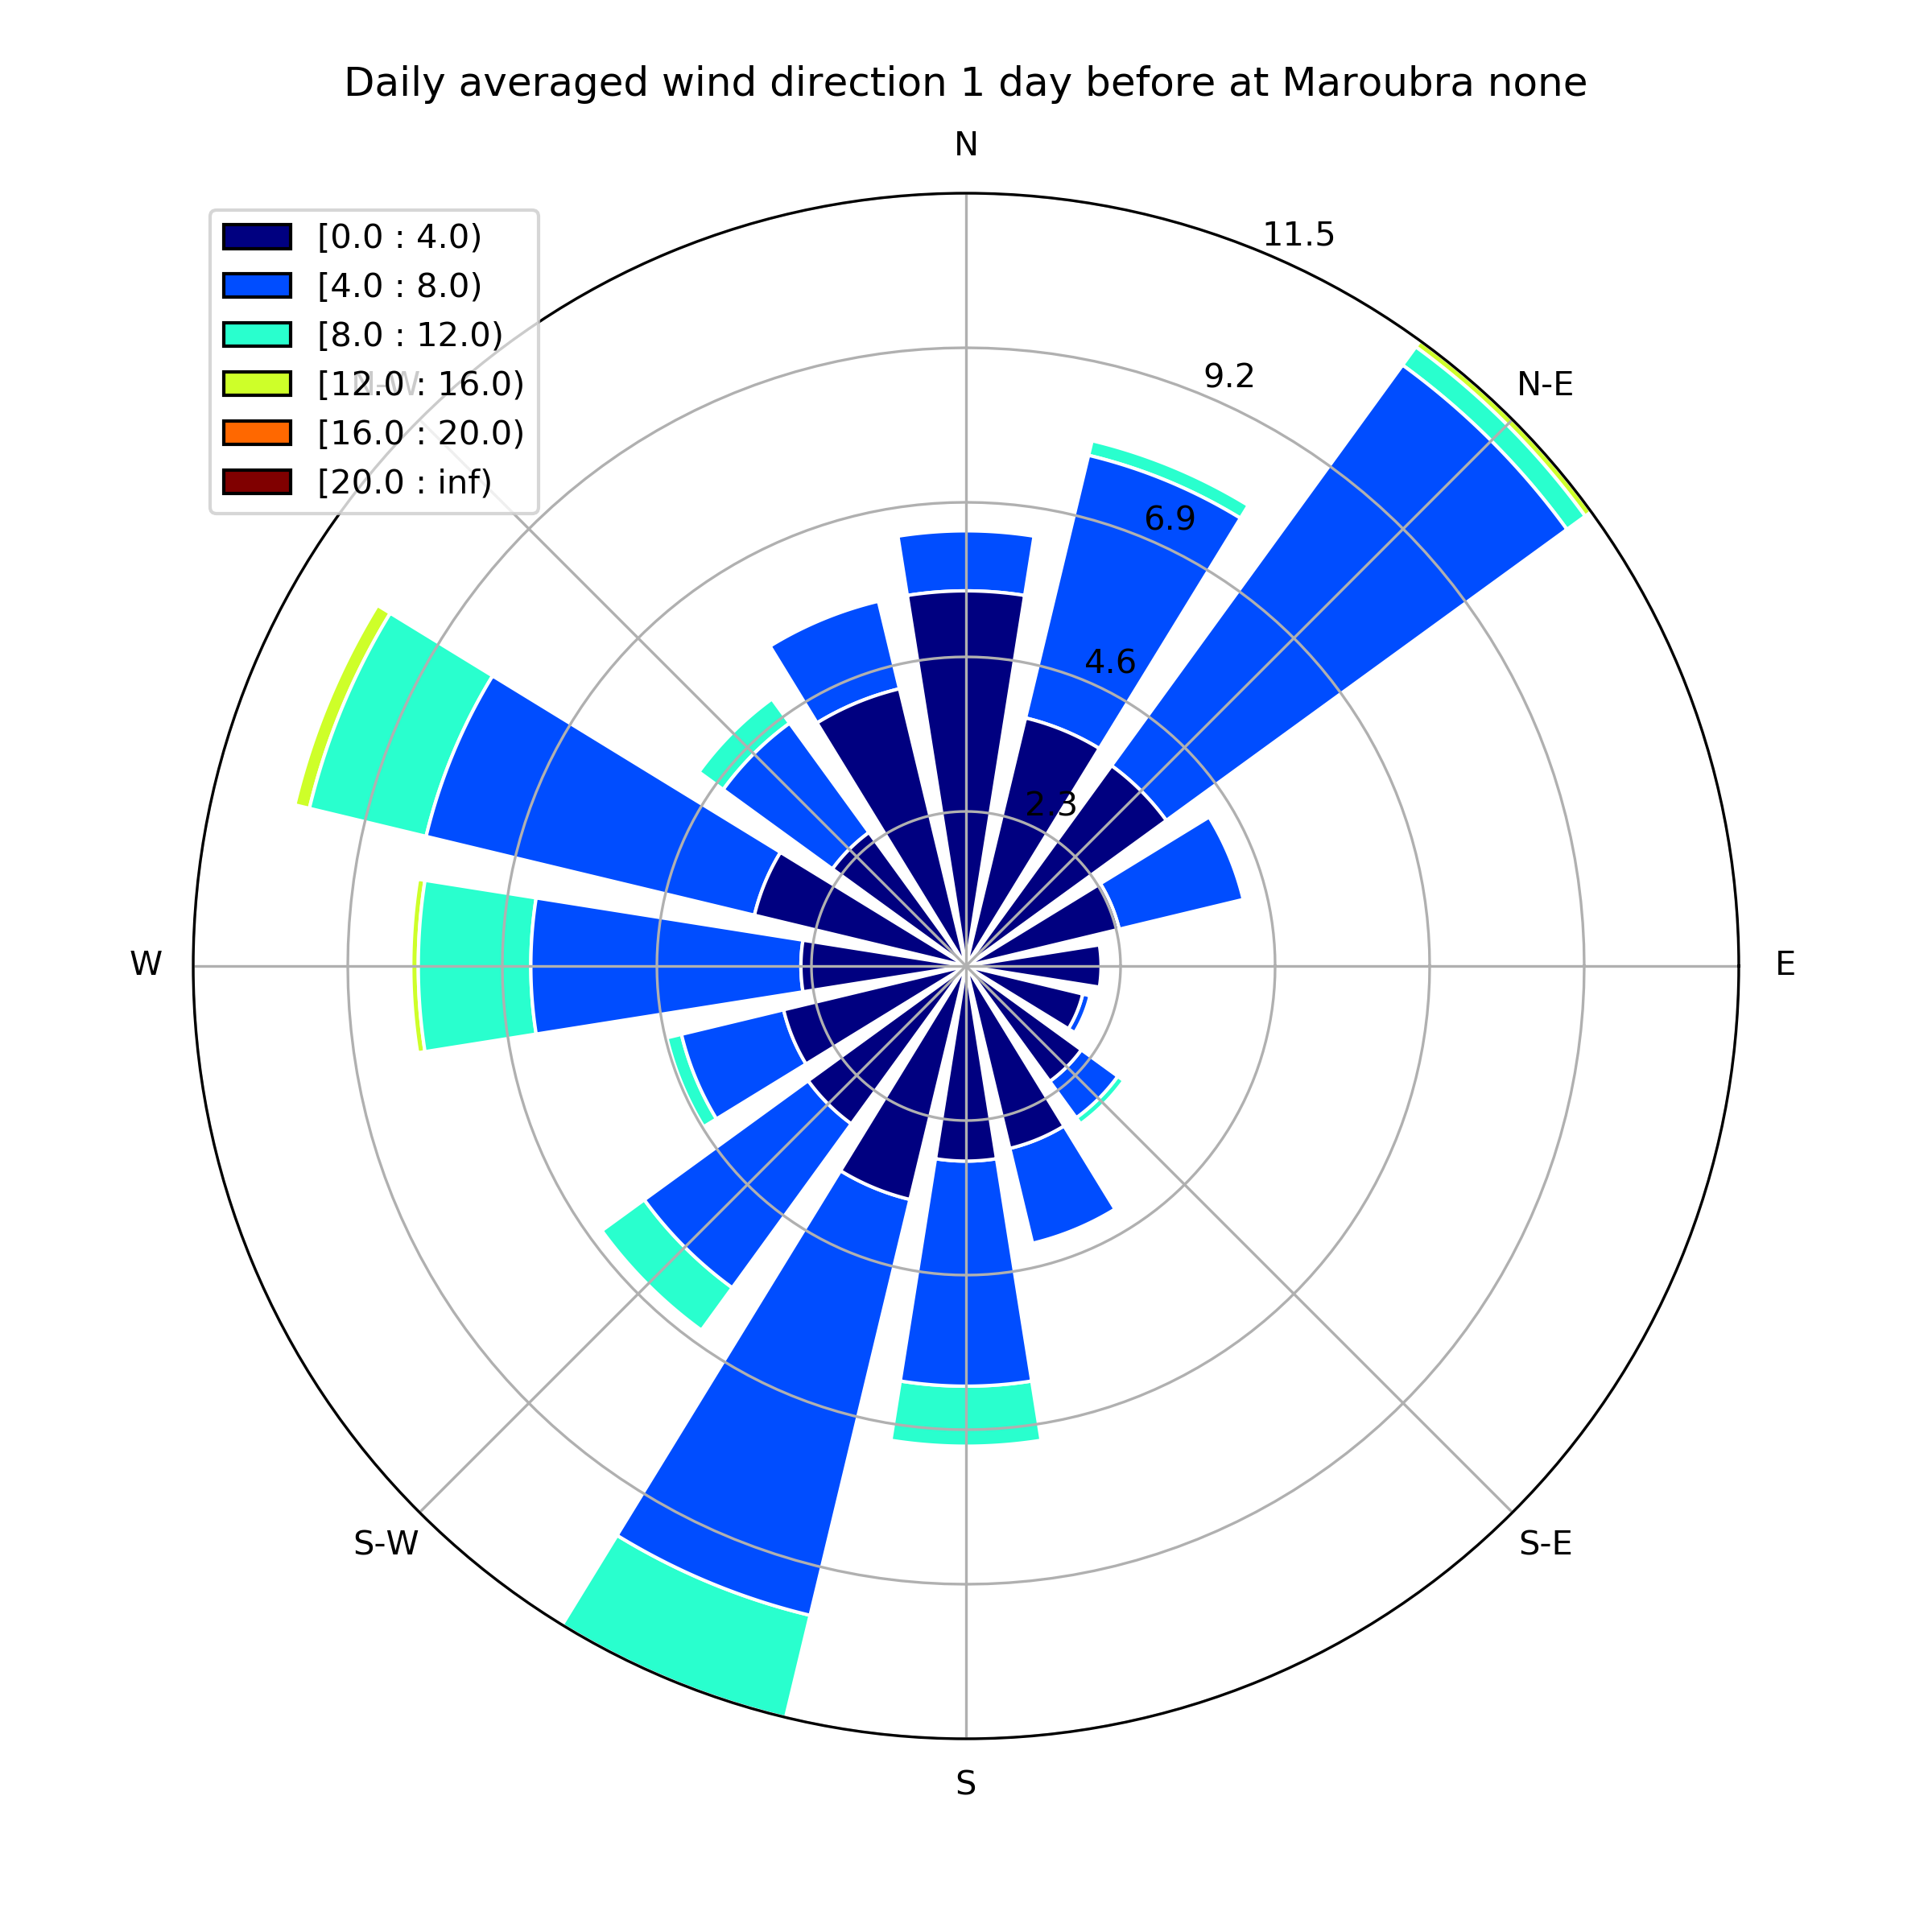 Daily averaged wind direction 1 day before at Maroubra none
N
11.5
[0.0 : 4.0)
[4.0 : 8.0)
[8.0 : 12.0)
[12.0 : 16.0)
[16.0 : 20.0)
[20.0 : inf)
N-W
9.2
N-E
6.9
4.6
2.3
W
E
S-W
S-E
S